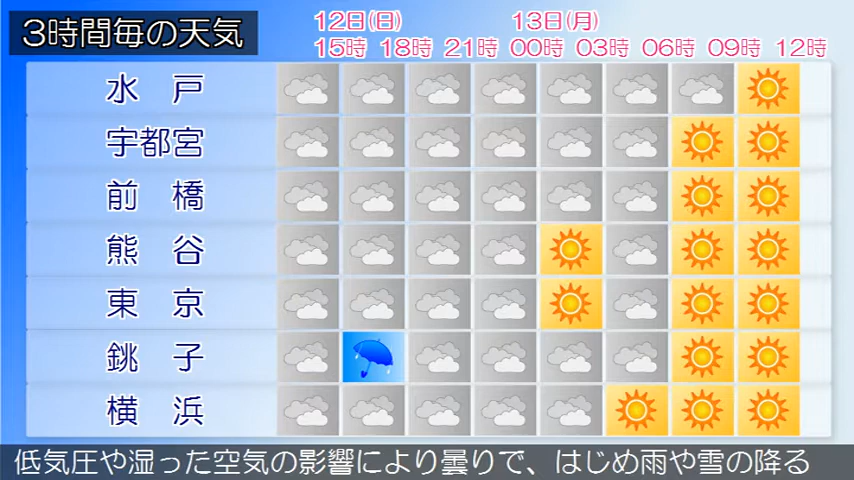 3時間毎の天気
12日(日) 13日(月)
15時 18時 21時 00時 03時 06時 09時 12時
水戸
宇都宮
前橋
熊谷
東京
銚子
横浜
低気圧や湿った空気の影響により曇りで、はじめ雨や雪の降る